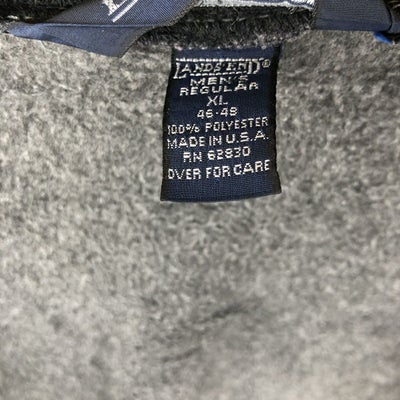 LANDS' END®
MEN'S
REGULAR
XL
46-48
100% POLYESTER
MADE IN U.S.A.
RN 62830
OVER FOR CARE